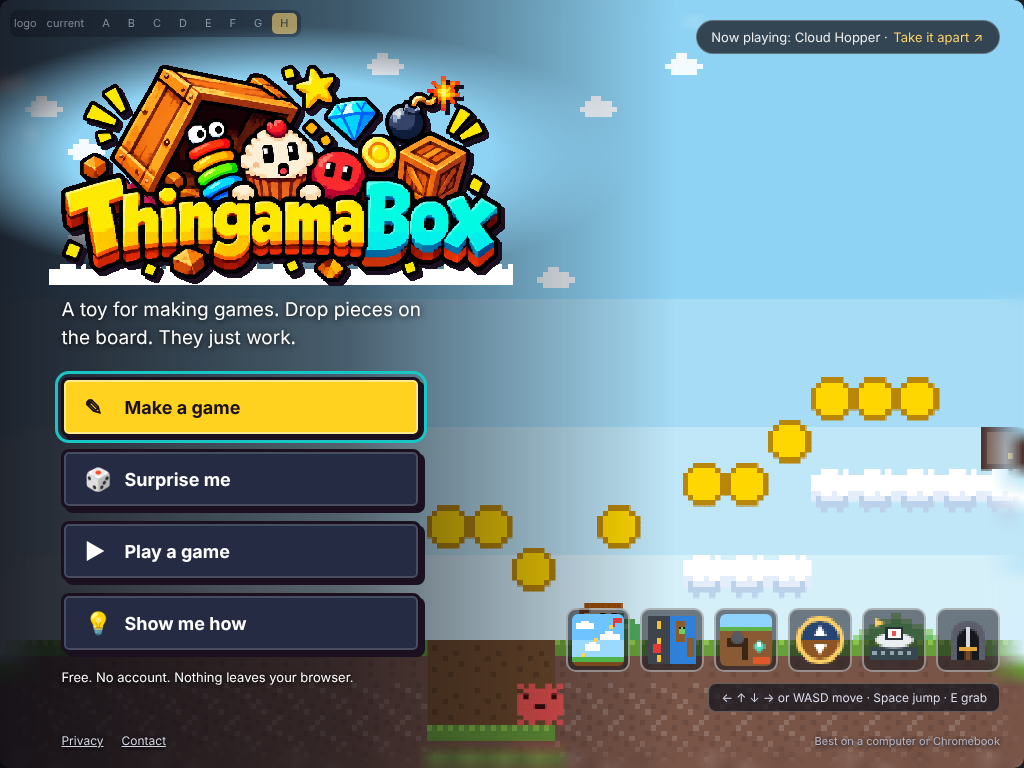 logo current A B C D E F G H
Now playing: Cloud Hopper · Take it apart ↗
ThingamaBox
A toy for making games. Drop pieces on
the board. They just work.
Make a game
Surprise me
Play a game
Show me how
Free. No account. Nothing leaves your browser.
← ↑ ↓ → or WASD move · Space jump · E grab
Privacy Contact
Best on a computer or Chromebook